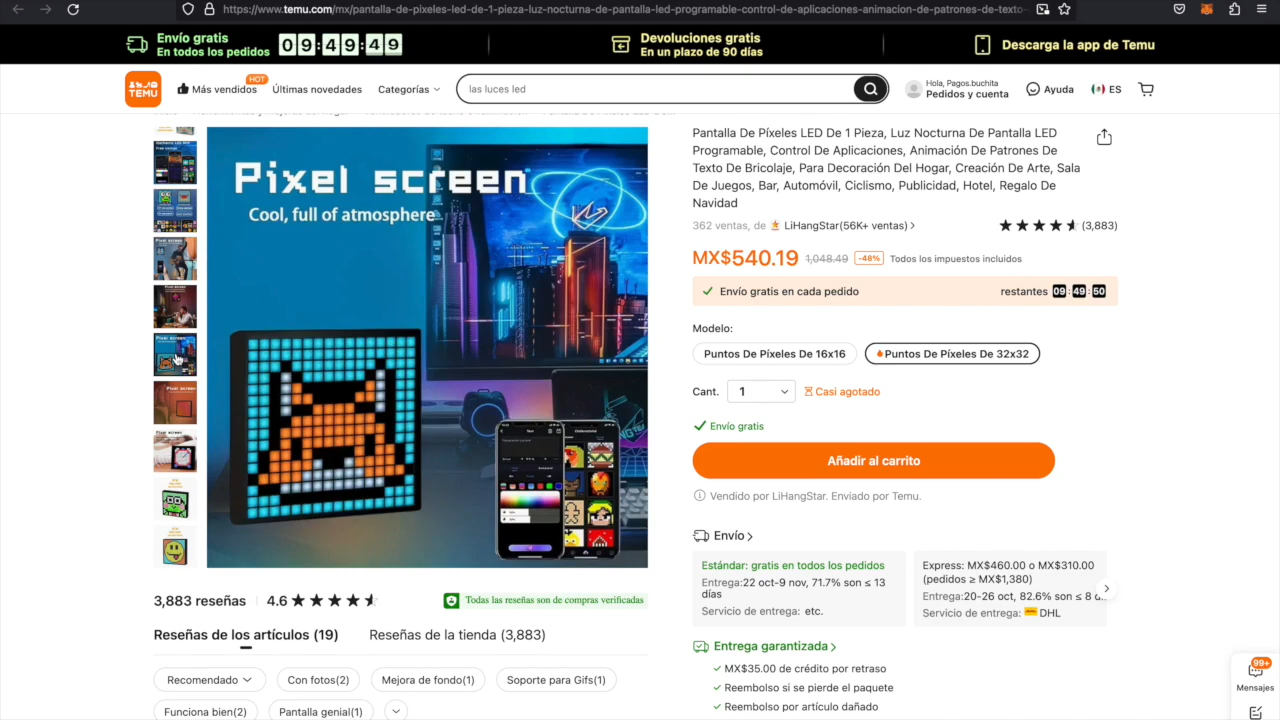 https://www.temu.com/mx/pantalla-de-pixeles-led-de-1-pieza-luz-nocturna-de-pantalla-led-programable-control-de-aplicaciones-animacion-de-patrones-de-texto-
Envío gratis
En todos los pedidos
09:49:49
Devoluciones gratis
En un plazo de 90 días
Descarga la app de Temu
TEMU
Más vendidos
HOT
Últimas novedades
Categorías
las luces led
Hola, Pagos.buchita
Pedidos y cuenta
Ayuda
ES
Pixel screen
Cool, full of atmosphere
Pantalla De Píxeles LED De 1 Pieza, Luz Nocturna De Pantalla LED
Programable, Control De Aplicaciones, Animación De Patrones De
Texto De Bricolaje, Para Decoración Del Hogar, Creación De Arte, Sala
De Juegos, Bar, Automóvil, Ciclismo, Publicidad, Hotel, Regalo De
Navidad
362 ventas, de LiHangStar(56K+ ventas)
(3,883)
MX$540.19 1,048.49 -48% Todos los impuestos incluidos
Envío gratis en cada pedido
restantes 09:49:50
Modelo:
Puntos De Píxeles De 16x16
Puntos De Píxeles De 32x32
Cant. 1 Casi agotado
Envío gratis
Añadir al carrito
Vendido por LiHangStar. Enviado por Temu.
Envío
Estándar: gratis en todos los pedidos
Entrega:22 oct-9 nov, 71.7% son ≤ 13
días
Servicio de entrega: etc.
Express: MX$460.00 o MX$310.00
(pedidos ≥ MX$1,380)
Entrega:20-26 oct, 82.6% son ≤ 8 d...
Servicio de entrega: DHL
Entrega garantizada
MX$35.00 de crédito por retraso
Reembolso si se pierde el paquete
Reembolso por artículo dañado
3,883 reseñas
4.6
Todas las reseñas son de compras verificadas
Reseñas de los artículos (19)
Reseñas de la tienda (3,883)
Recomendado
Con fotos(2)
Mejora de fondo(1)
Soporte para Gifs(1)
Funciona bien(2)
Pantalla genial(1)
99+
Mensajes